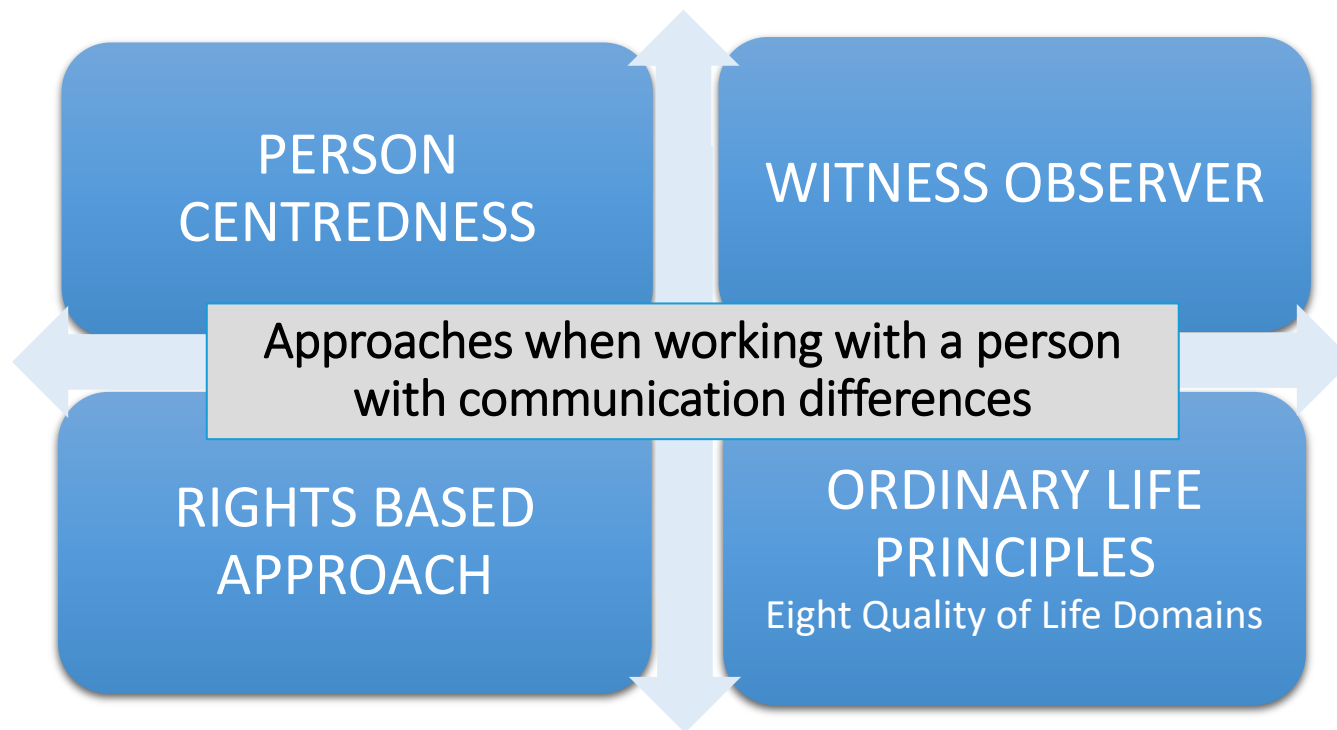 PERSON
CENTREDNESS
WITNESS OBSERVER
Approaches when working with a person
with communication differences
RIGHTS BASED
APPROACH
ORDINARY LIFE
PRINCIPLES
Eight Quality of Life Domains